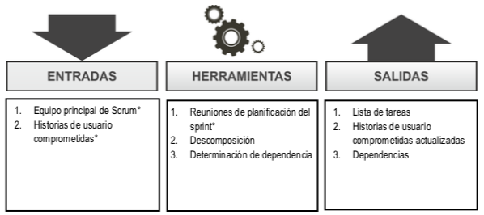 ENTRADAS
HERRAMIENTAS
SALIDAS
1. Equipo principal de Scrum*
2. Historias de usuario
comprometidas*
1. Reuniones de planificación del
sprint*
2. Descomposición
3. Determinación de dependencia
1. Lista de tareas
2. Historias de usuario
comprometidas actualizadas
3. Dependencias